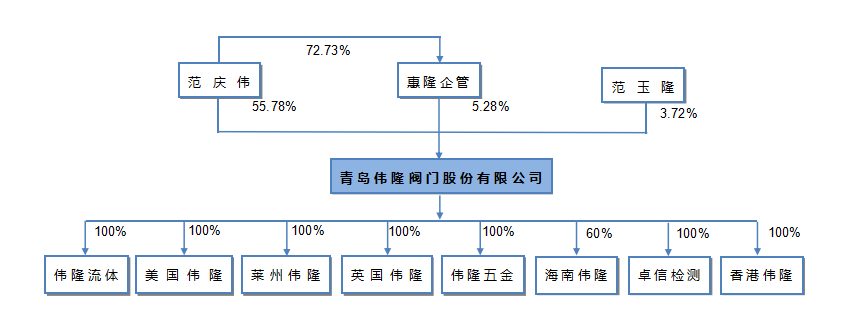 72.73%
范庆伟
惠隆企管
范玉隆
55.78%
5.28%
3.72%
青岛伟隆阀门股份有限公司
100%
100%
100%
100%
100%
60%
100%
100%
伟隆流体
美国伟隆
莱州伟隆
英国伟隆
伟隆五金
海南伟隆
卓信检测
香港伟隆